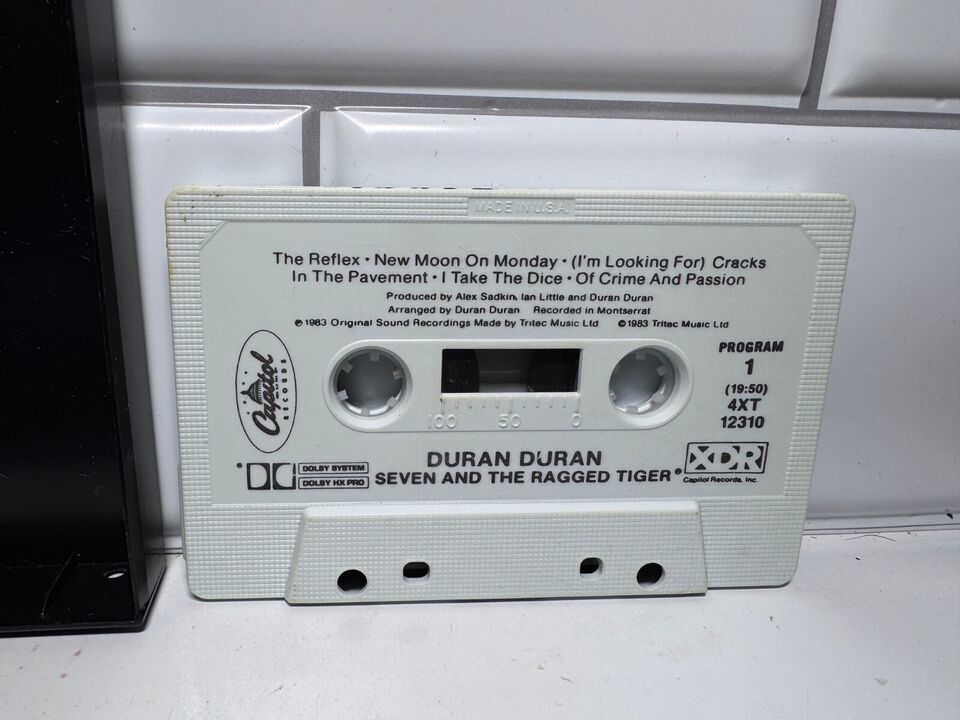 MADE IN U.S.A.
The Reflex • New Moon On Monday • (I'm Looking For) Cracks
In The Pavement • I Take The Dice • Of Crime And Passion
Produced by Alex Sadkin, Ian Little and Duran Duran
Arranged by Duran Duran Recorded in Montserrat
℗ 1983 Original Sound Recordings Made by Tritec Music Ltd © 1983 Tritec Music Ltd
Capitol
RECORDS
PROGRAM
1
(19:50)
4XT
12310
100 50 0
DURAN DURAN
SEVEN AND THE RAGGED TIGER
DOLBY SYSTEM
DOLBY HX PRO
XDR
Capitol Records, Inc.